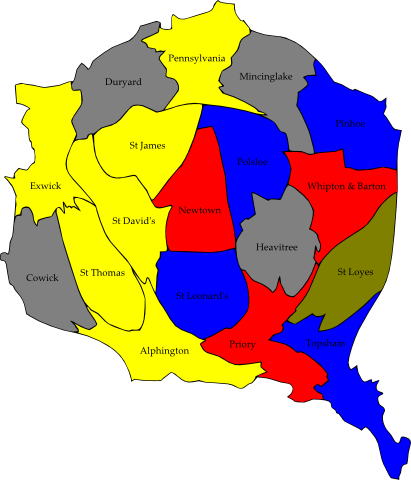 Pennsylvania
Duryard
Mincinglake
Pinhoe
St James
Polsloe
Exwick
Whipton & Barton
Newtown
St David's
Heavitree
Cowick
St Thomas
St Loyes
St Leonard's
Alphington
Priory
Topsham